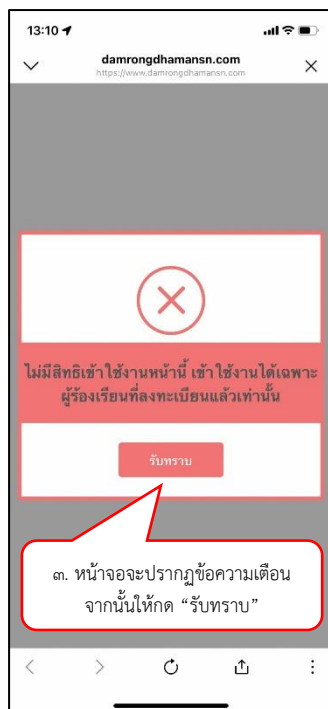 13:10
damrongdhamansn.com
https://www.damrongdhamansn.com
ไม่มีสิทธิเข้าใช้งานหน้านี้ เข้าใช้งานได้เฉพาะ
ผู้ร้องเรียนที่ลงทะเบียนแล้วเท่านั้น
รับทราบ
๓. หน้าจอจะปรากฏข้อความเตือน
จากนั้นให้กด “รับทราบ”